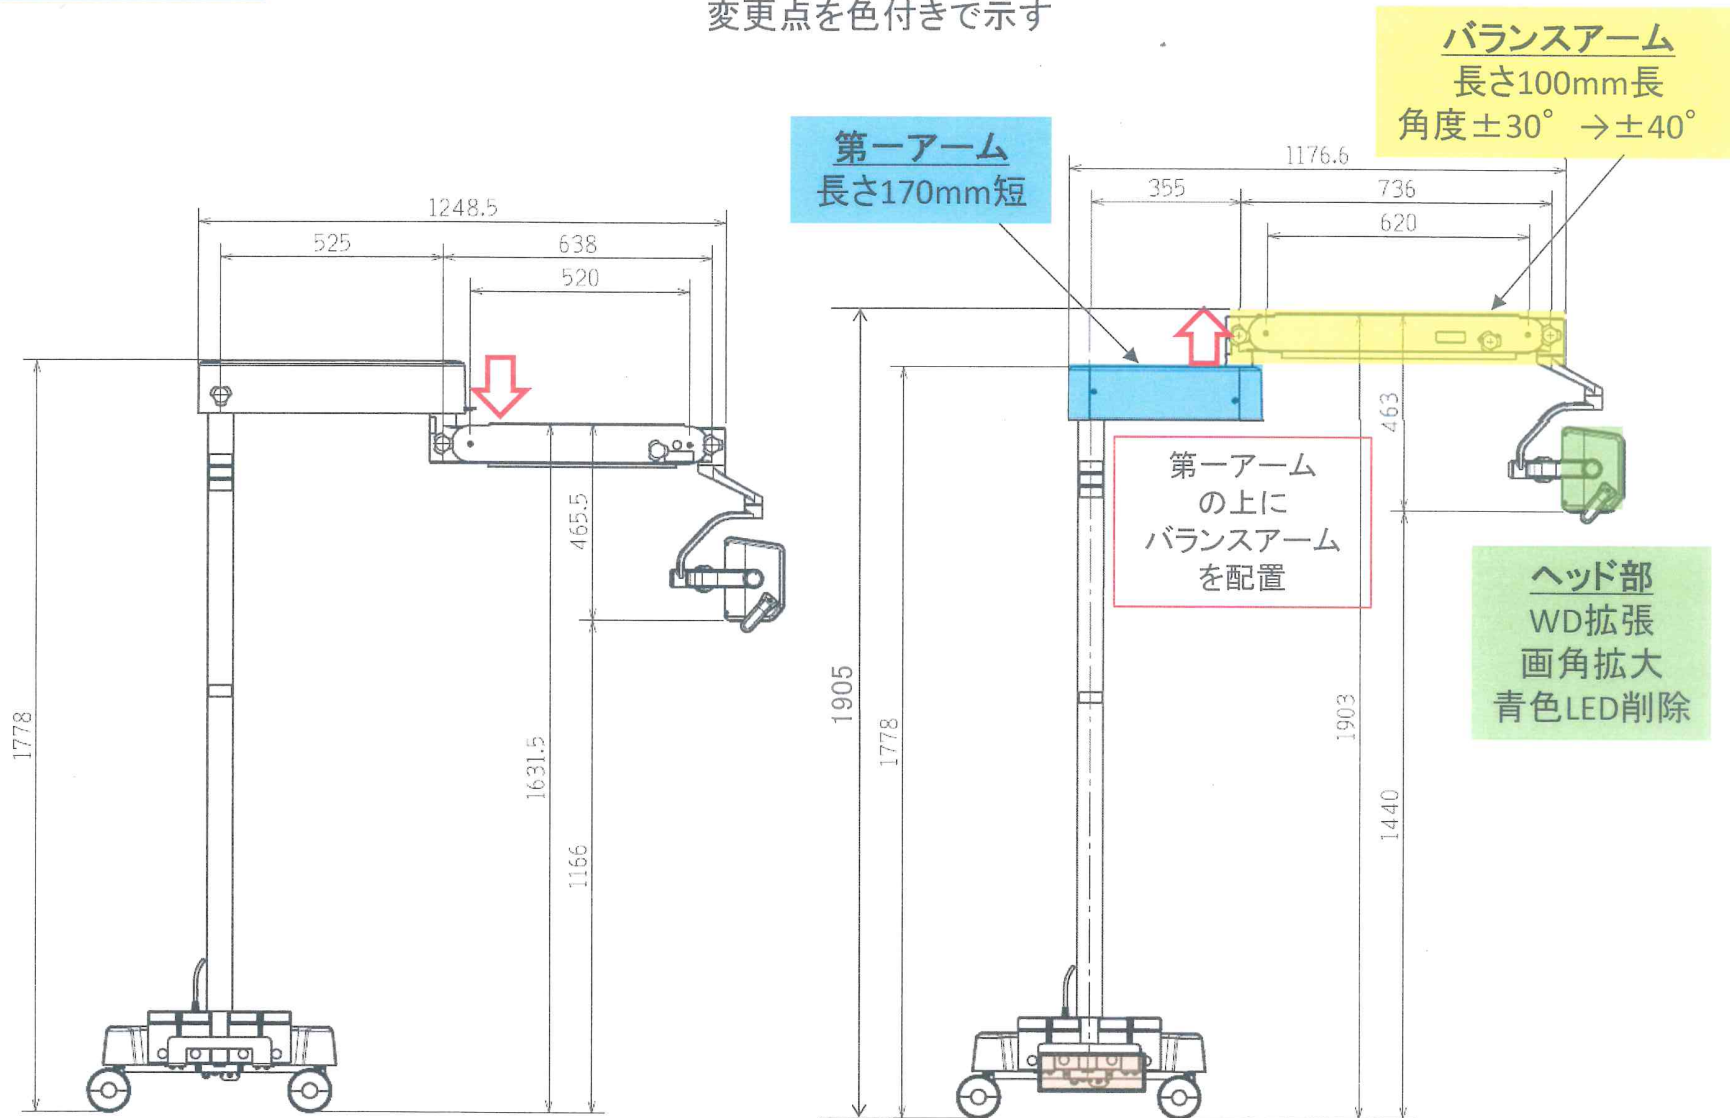 変更点を色付きで示す
バランスアーム
長さ100mm長
角度±30°→±40°
第一アーム
長さ170mm短
1248.5
525
638
520
1778
465.5
1631.5
1166
1176.6
355
736
620
463
第一アーム
の上に
バランスアーム
を配置
ヘッド部
WD拡張
画角拡大
青色LED削除
1905
1778
1903
1440